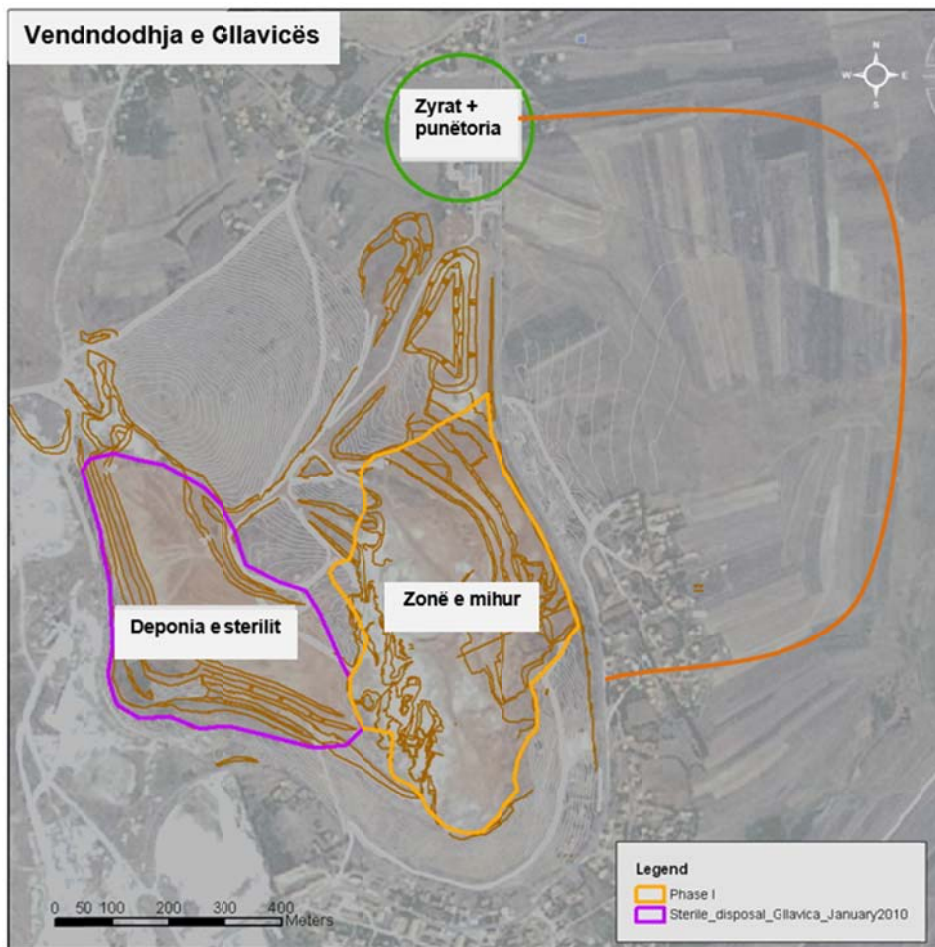 Vendndodhja e Gllavicës
N
W E
S
Zyrat +
punëtoria
Zonë e mihur
Deponia e sterilit
Legend
Phase I
Sterile_disposal_Gllavica_January2010
0 50 100 200 300 400
Meters